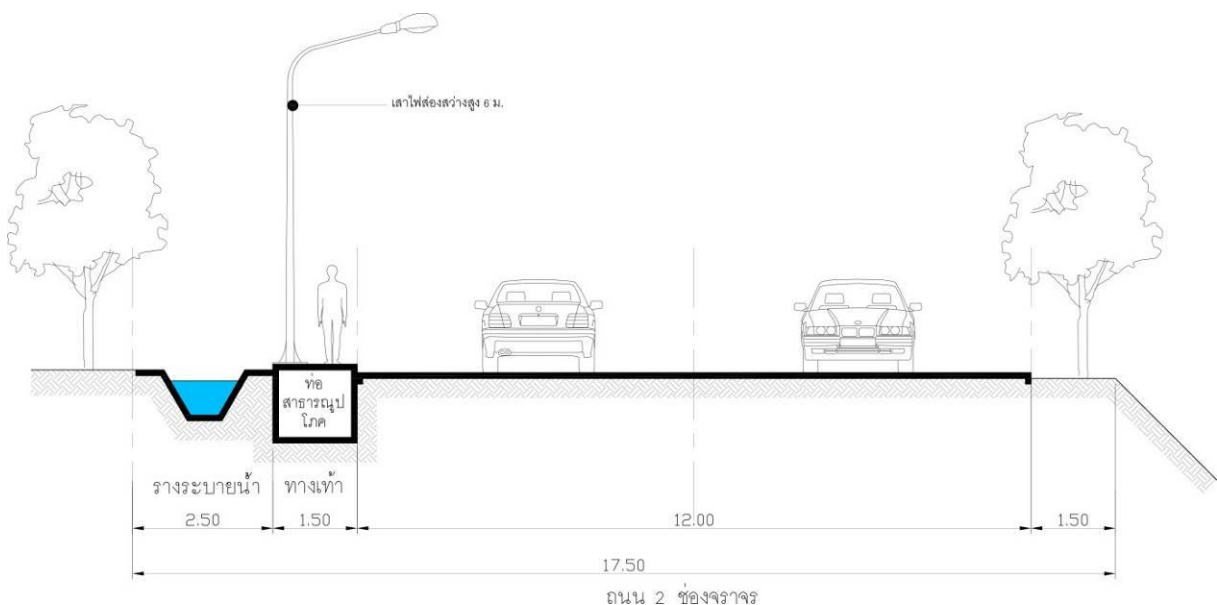 เสาไฟส่องสว่างสูง 6 ม.
ท่อ
สาธารณูป
โภค
รางระบายน้ำ ทางเท้า
2.50 1.50 12.00 1.50
17.50
ถนน 2 ช่องจราจร